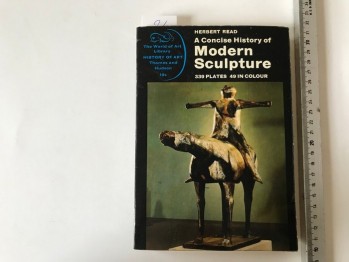 HERBERT READ
A Concise History of
Modern
Sculpture
339 PLATES 49 IN COLOUR
The World of Art
Library
HISTORY OF ART
Thames and
Hudson